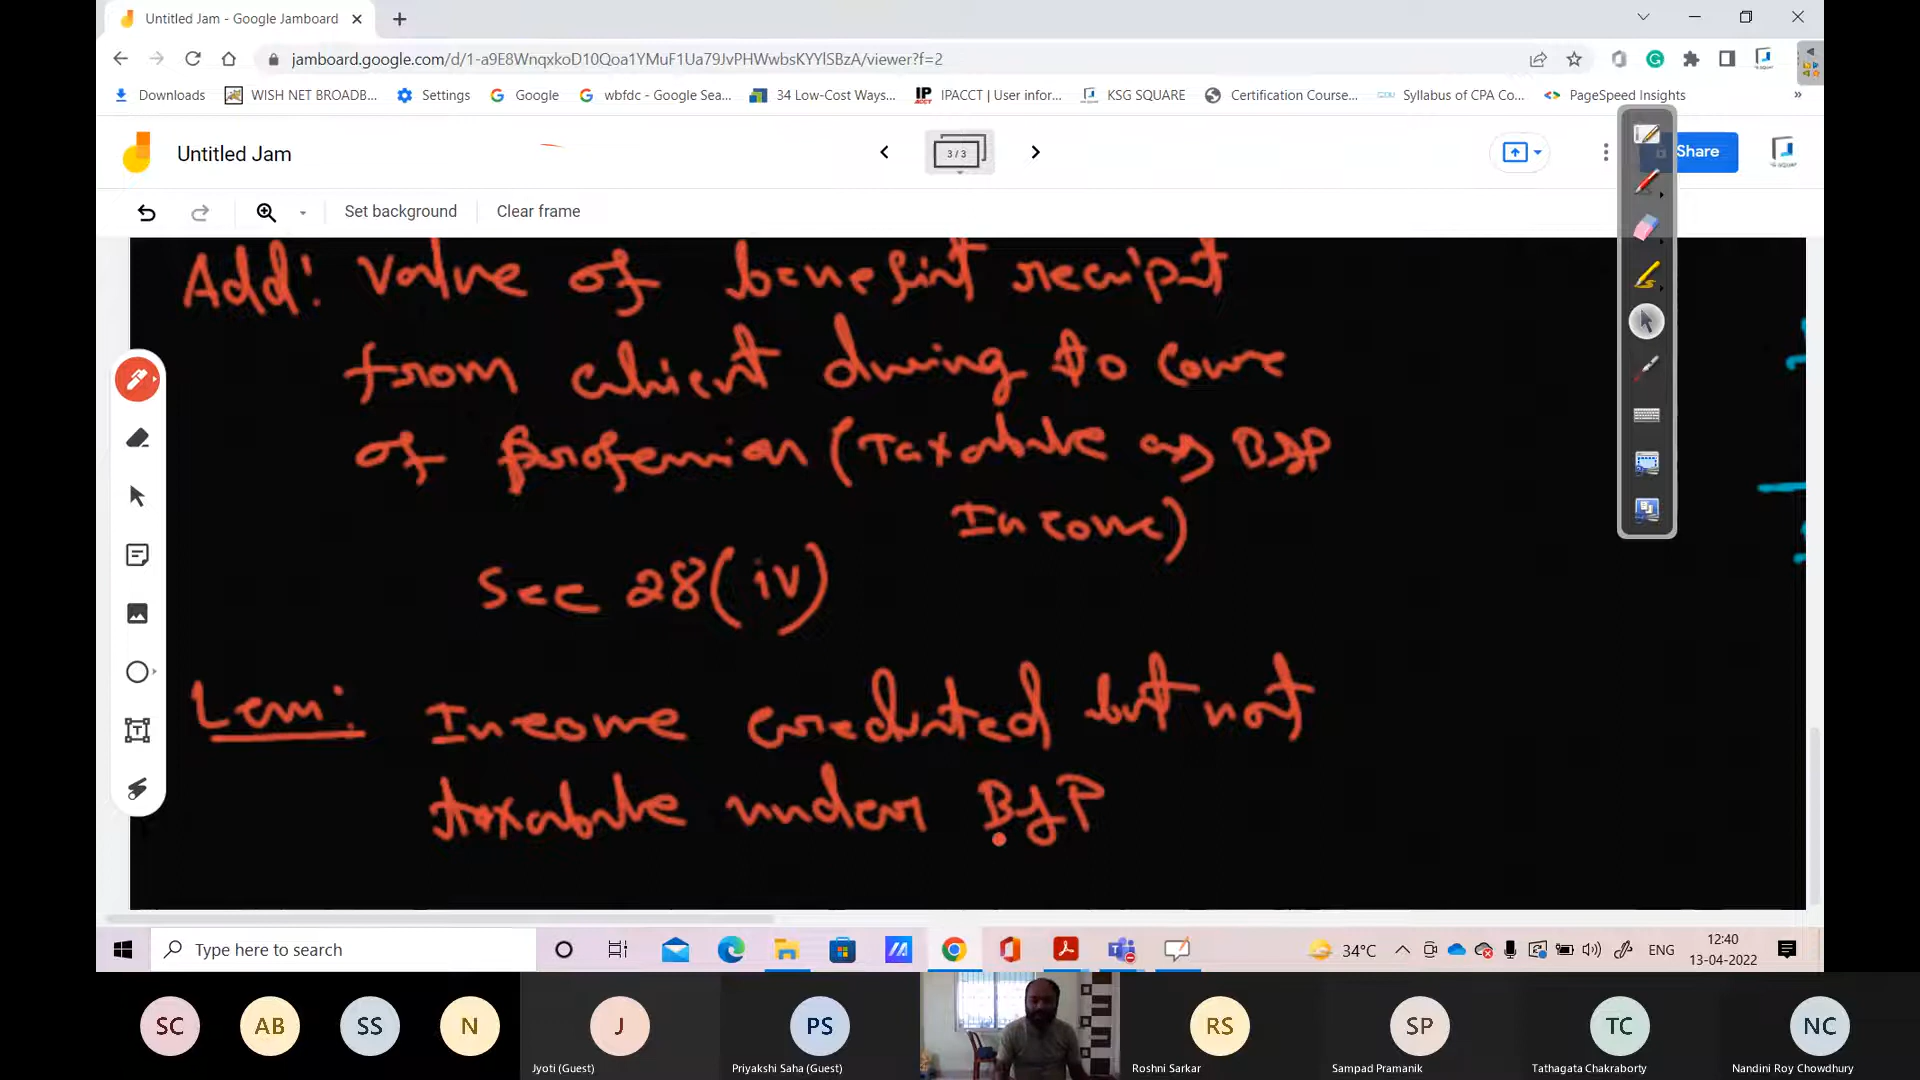 Untitled Jam - Google Jamboard
jamboard.google.com/d/1-a9E8WnqxkoD10Qoa1YMuF1Ua79JvPHWwbsKYYlSBzA/viewer?f=2
Downloads WISH NET BROADB... Settings Google wbfdc - Google Sea... 34 Low-Cost Ways... IPACCT | User infor... KSG SQUARE Certification Course... Syllabus of CPA Co... PageSpeed Insights »
Untitled Jam
3 / 3
Share
Set background Clear frame
Add: Value of benefint receipt
from client during to course
of profession (Taxable as B&P
Income)
Sec 28(iv)
Less: Income credited but not
taxable under B&P
Type here to search
34°C
ENG
12:40
13-04-2022
SC AB SS N J PS RS SP TC NC
Jyoti (Guest) Priyakshi Saha (Guest) Roshni Sarkar Sampad Pramanik Tathagata Chakraborty Nandini Roy Chowdhury